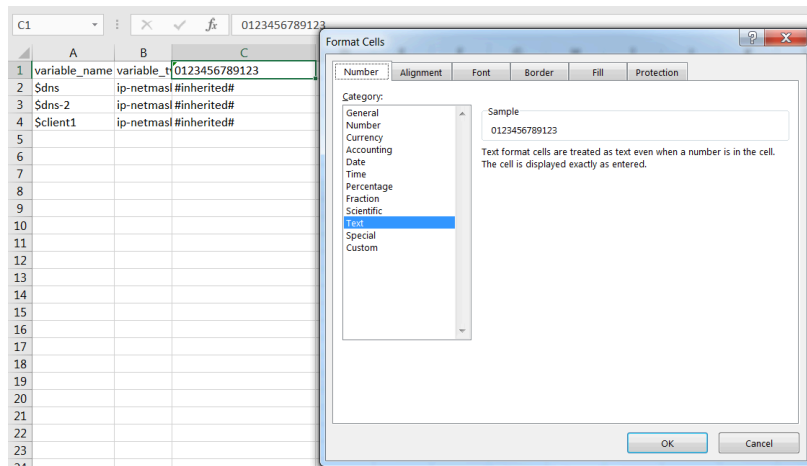 C1 fx 0123456789123
A B C
1 variable_name variable_t 0123456789123
2 $dns ip-netmasl #inherited#
3 $dns-2 ip-netmasl #inherited#
4 $client1 ip-netmasl #inherited#
5
6
7
8
9
10
11
12
13
14
15
16
17
18
19
20
21
22
23
24
Format Cells
Number Alignment Font Border Fill Protection
Category:
General
Number
Currency
Accounting
Date
Time
Percentage
Fraction
Scientific
Text
Special
Custom
Sample
0123456789123
Text format cells are treated as text even when a number is in the cell.
The cell is displayed exactly as entered.
OK Cancel